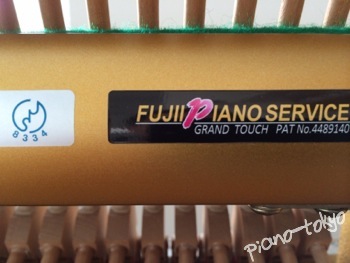 FUJII PIANO SERVICE
GRAND TOUCH PAT No.4489140
8334
piano-tokyo